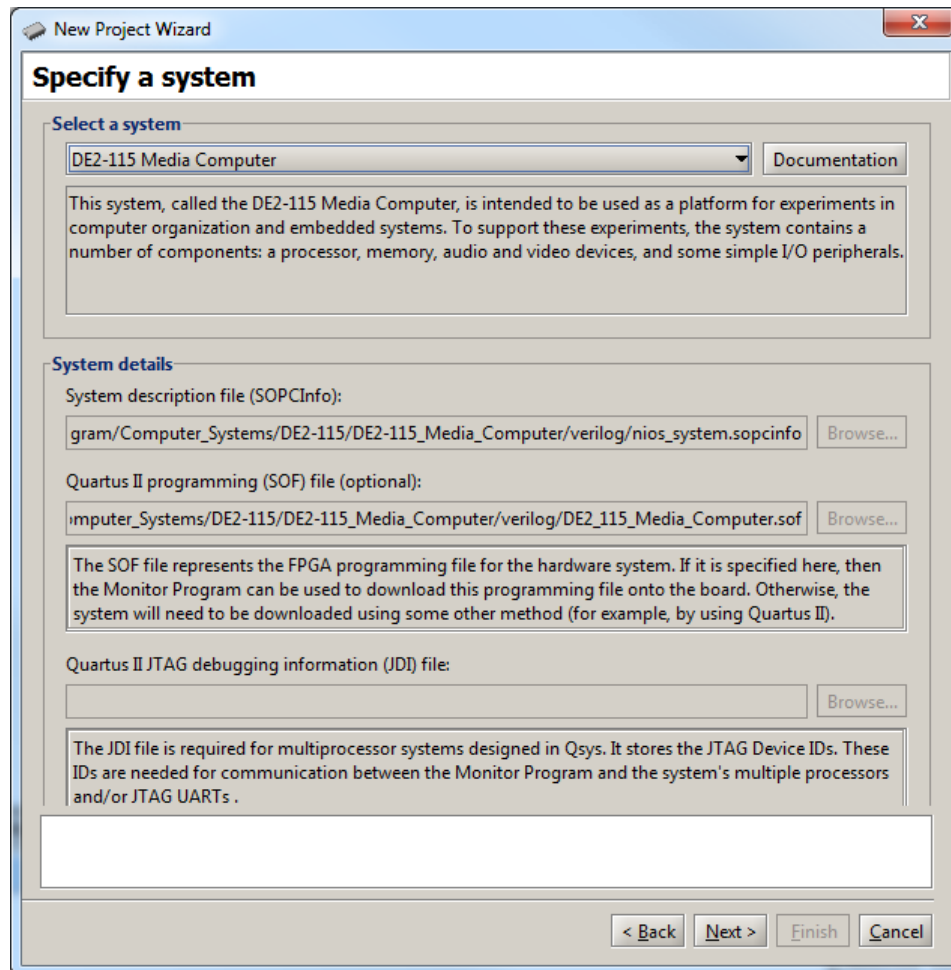 New Project Wizard
Specify a system
Select a system
DE2-115 Media Computer
Documentation
This system, called the DE2-115 Media Computer, is intended to be used as a platform for experiments in
computer organization and embedded systems. To support these experiments, the system contains a
number of components: a processor, memory, audio and video devices, and some simple I/O peripherals.
System details
System description file (SOPCInfo):
gram/Computer_Systems/DE2-115/DE2-115_Media_Computer/verilog/nios_system.sopcinfo
Browse...
Quartus II programming (SOF) file (optional):
omputer_Systems/DE2-115/DE2-115_Media_Computer/verilog/DE2_115_Media_Computer.sof
Browse...
The SOF file represents the FPGA programming file for the hardware system. If it is specified here, then
the Monitor Program can be used to download this programming file onto the board. Otherwise, the
system will need to be downloaded using some other method (for example, by using Quartus II).
Quartus II JTAG debugging information (JDI) file:
Browse...
The JDI file is required for multiprocessor systems designed in Qsys. It stores the JTAG Device IDs. These
IDs are needed for communication between the Monitor Program and the system's multiple processors
and/or JTAG UARTs .
< Back
Next >
Finish
Cancel